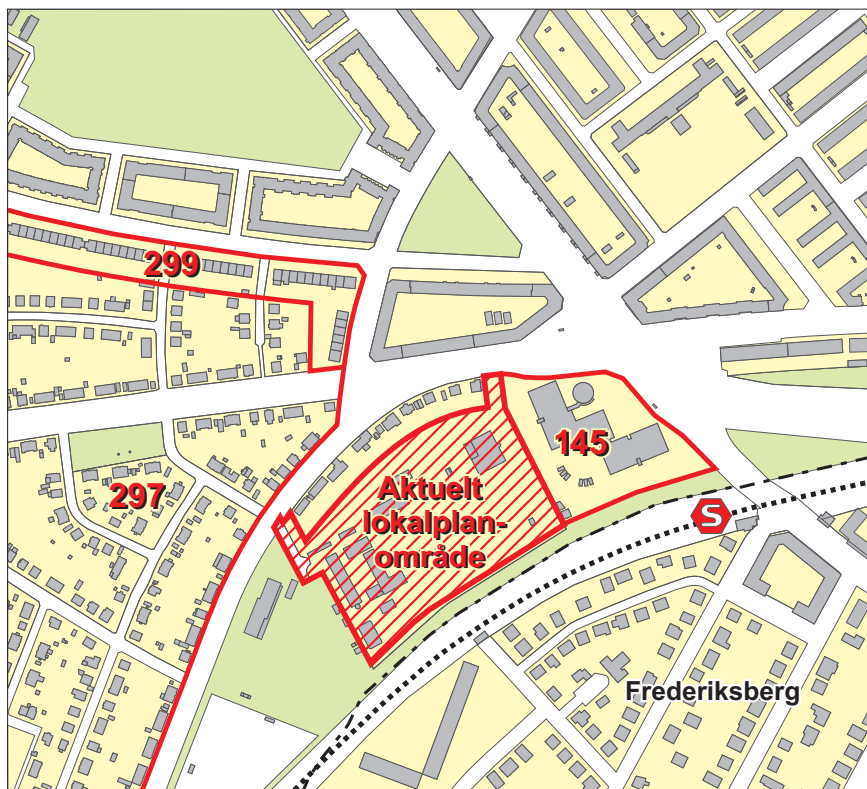 299
145
Aktuelt
lokalplan-
område
297
S
Frederiksberg